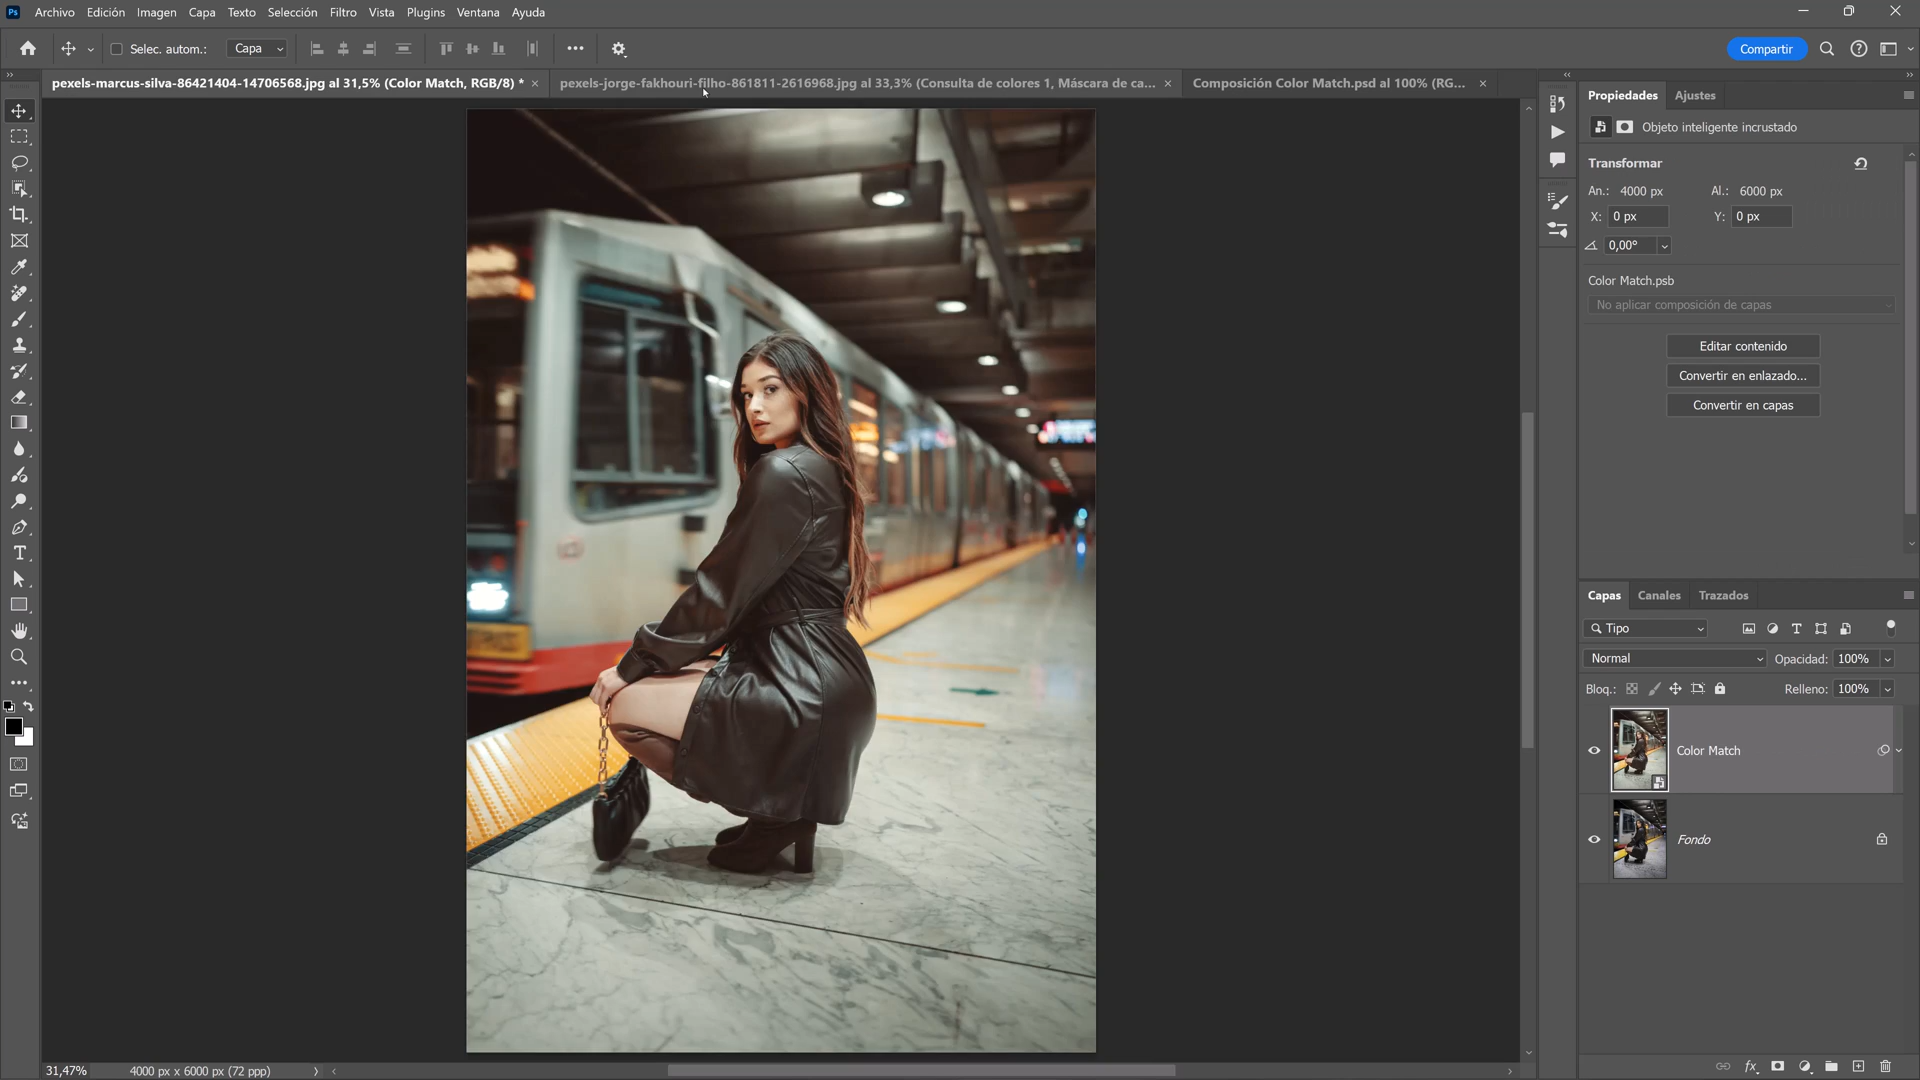 Ps Archivo Edición Imagen Capa Texto Selección Filtro Vista Plugins Ventana Ayuda
Selec. autom.: Capa Compartir
pexels-marcus-silva-86421404-14706568.jpg al 31,5% (Color Match, RGB/8) *
pexels-jorge-fakhouri-filho-861811-2616968.jpg al 33,3% (Consulta de colores 1, Máscara de ca...
Composición Color Match.psd al 100% (RG...
Propiedades Ajustes
Objeto inteligente incrustado
Transformar
An.: 4000 px Al.: 6000 px
X: 0 px Y: 0 px
0,00°
Color Match.psb
No aplicar composición de capas
Editar contenido
Convertir en enlazado...
Convertir en capas
Capas Canales Trazados
Tipo
Normal Opacidad: 100%
Bloq.: Relleno: 100%
Color Match
Fondo
31,47% 4000 px x 6000 px (72 ppp)